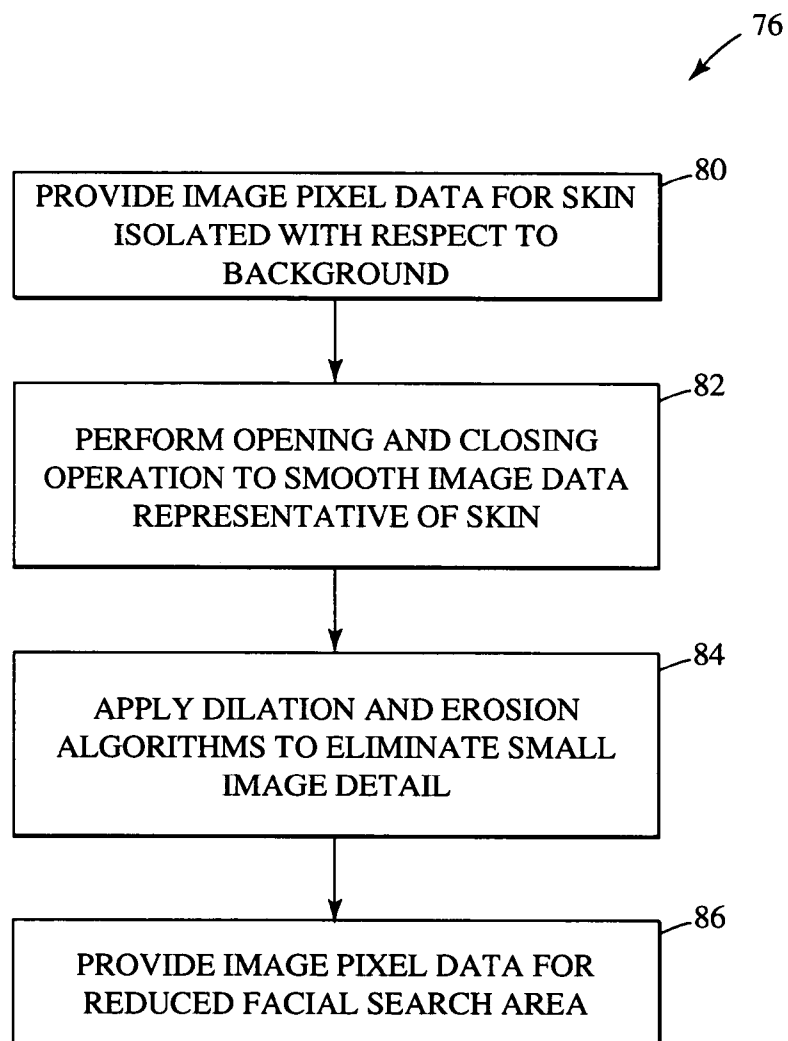 76
80
PROVIDE IMAGE PIXEL DATA FOR SKIN
ISOLATED WITH RESPECT TO
BACKGROUND
82
PERFORM OPENING AND CLOSING
OPERATION TO SMOOTH IMAGE DATA
REPRESENTATIVE OF SKIN
84
APPLY DILATION AND EROSION
ALGORITHMS TO ELIMINATE SMALL
IMAGE DETAIL
86
PROVIDE IMAGE PIXEL DATA FOR
REDUCED FACIAL SEARCH AREA